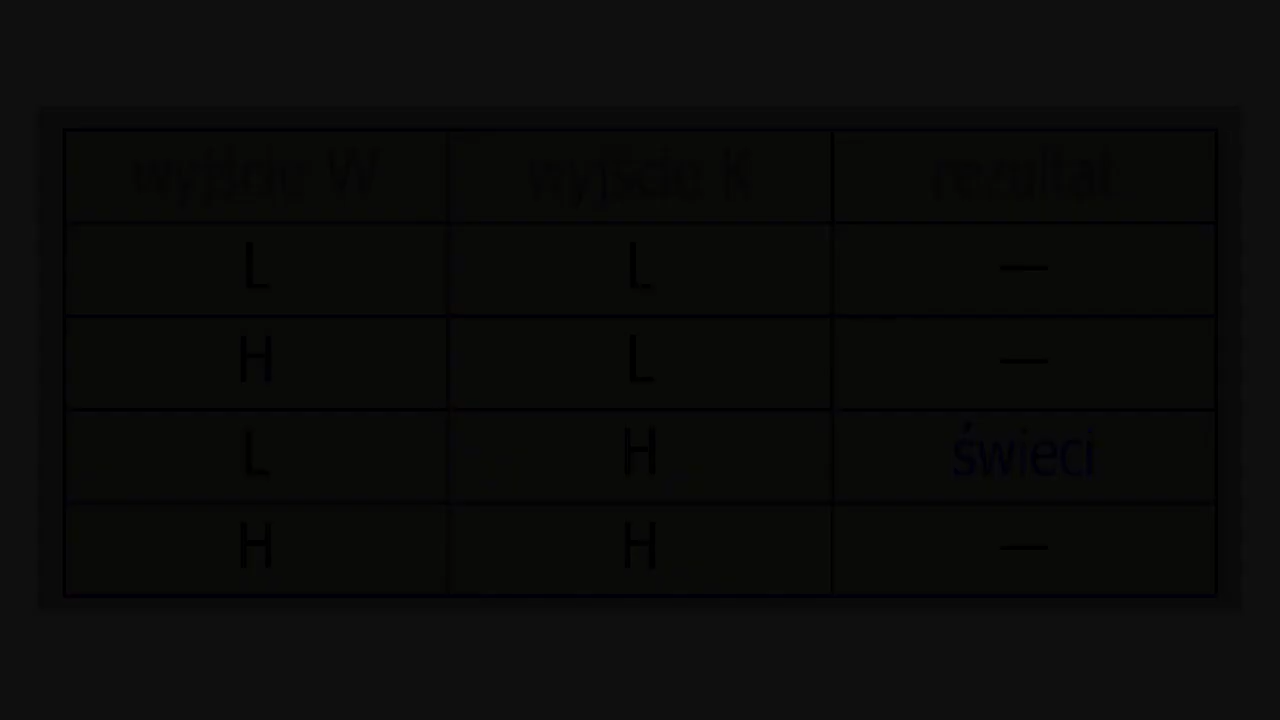 wyjście W wyjście K rezultat
L L —
H L —
L H świeci
H H —